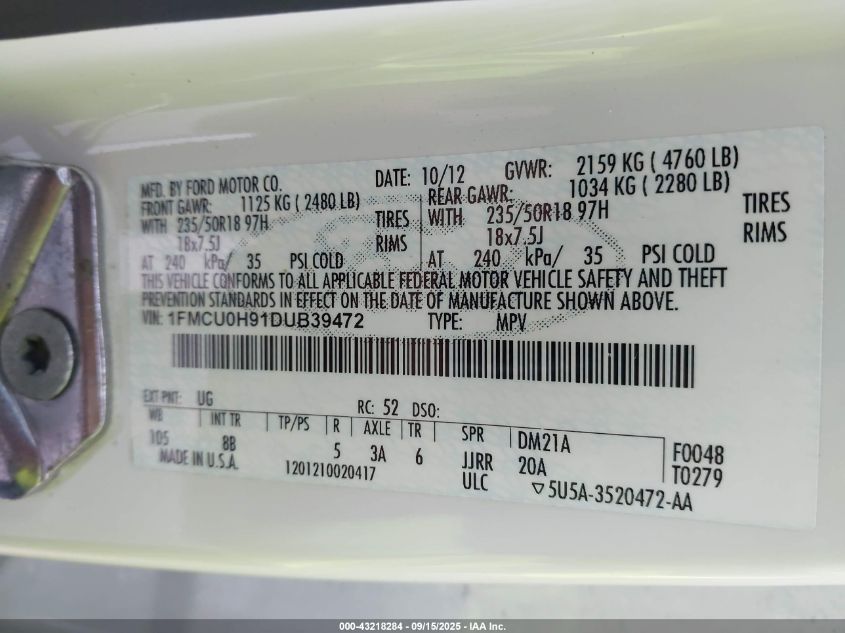 MFD. BY FORD MOTOR CO. DATE: 10/12 GVWR: 2159 KG ( 4760 LB)
FRONT GAWR: 1125 KG ( 2480 LB) REAR GAWR: 1034 KG ( 2280 LB)
WITH 235/50R18 97H TIRES WITH 235/50R18 97H TIRES
18x7.5J RIMS 18x7.5J RIMS
AT 240 kPa/ 35 PSI COLD AT 240 kPa/ 35 PSI COLD
THIS VEHICLE CONFORMS TO ALL APPLICABLE FEDERAL MOTOR VEHICLE SAFETY AND THEFT
PREVENTION STANDARDS IN EFFECT ON THE DATE OF MANUFACTURE SHOWN ABOVE.
VIN: 1FMCU0H91DUB39472 TYPE: MPV
EXT PNT: UG RC: 52 DSO:
WB INT TR TP/PS R AXLE TR SPR DM21A F0048
105 8B 5 3A 6 JJRR 20A T0279
MADE IN U.S.A. 1201210020417 ULC ▽5U5A-3520472-AA
000-43218284 - 09/15/2025 - IAA Inc.